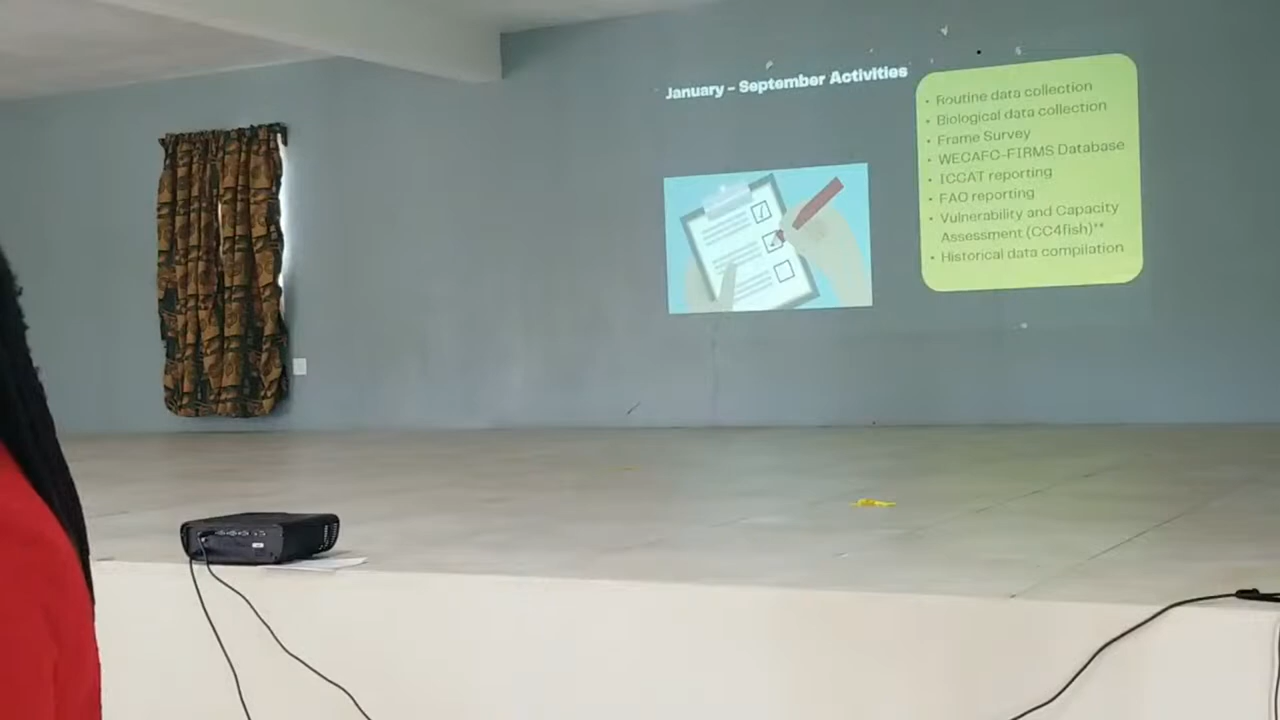 January - September Activities
• Routine data collection
• Biological data collection
• Frame Survey
• WECAFC-FIRMS Database
• ICCAT reporting
• FAO reporting
• Vulnerability and Capacity
Assessment (CC4fish)**
• Historical data compilation